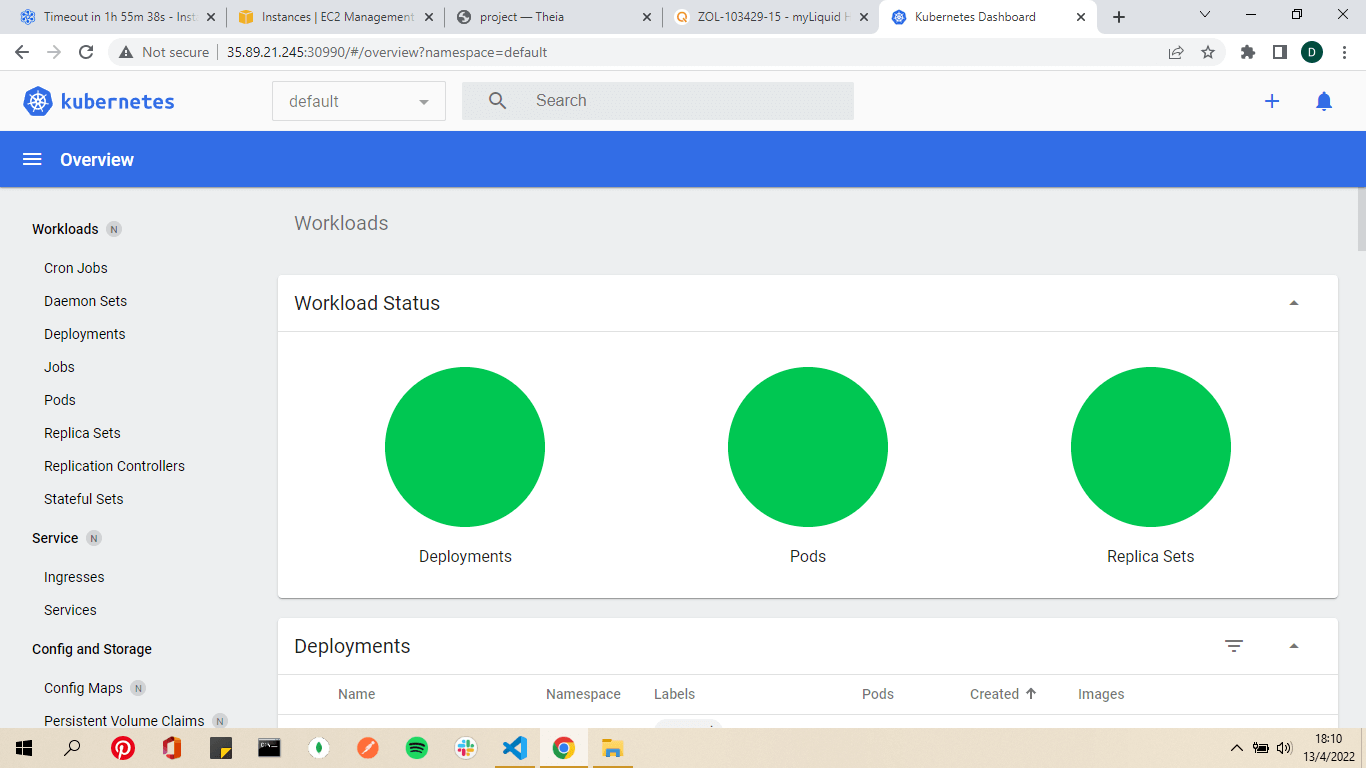 Timeout in 1h 55m 38s - Inst
Instances | EC2 Management
project — Theia
ZOL-103429-15 - myLiquid H
Kubernetes Dashboard
Not secure
35.89.21.245:30990/#/overview?namespace=default
D
kubernetes
default
Search
Overview
Workloads N
Cron Jobs
Daemon Sets
Deployments
Jobs
Pods
Replica Sets
Replication Controllers
Stateful Sets
Service N
Ingresses
Services
Config and Storage
Config Maps N
Persistent Volume Claims N
Workloads
Workload Status
Deployments
Pods
Replica Sets
Deployments
Name Namespace Labels Pods Created Images
18:10
13/4/2022